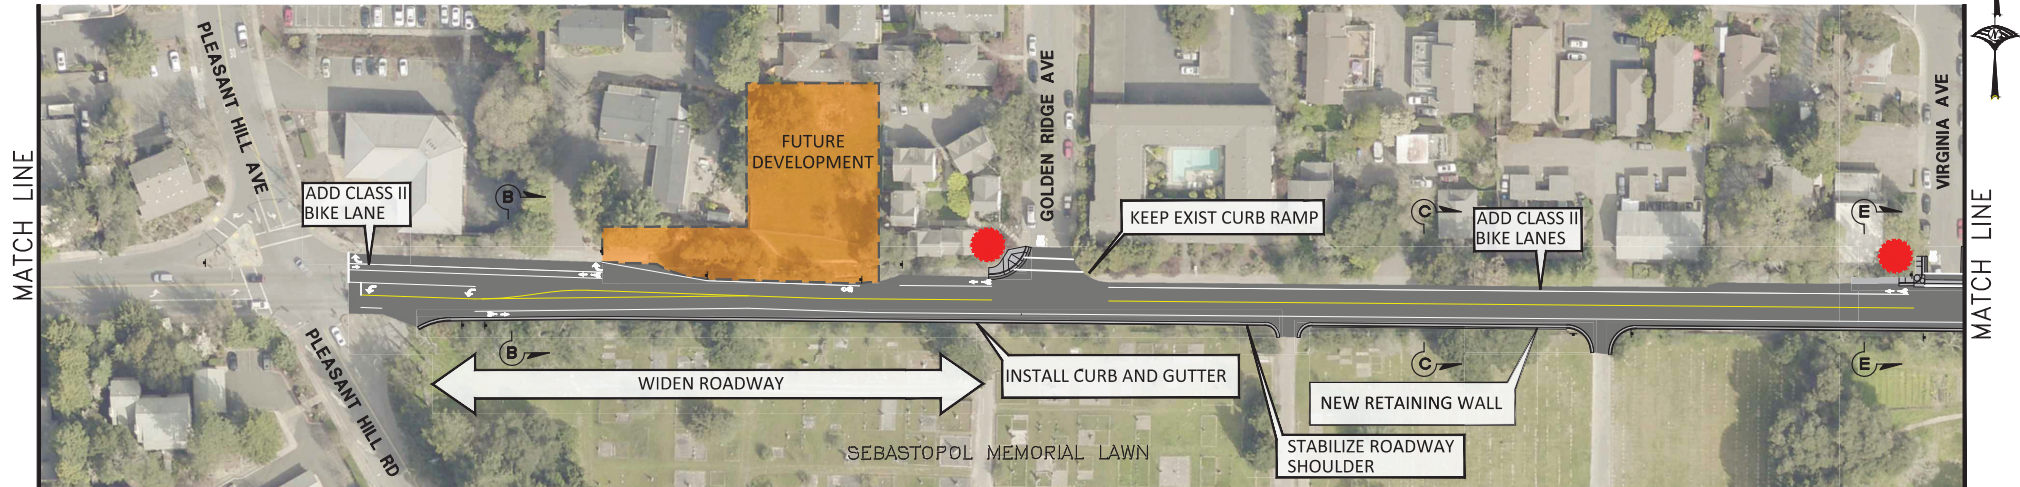 MATCH LINE
PLEASANT HILL AVE
ADD CLASS II
BIKE LANE
B
FUTURE
DEVELOPMENT
GOLDEN RIDGE AVE
KEEP EXIST CURB RAMP
C
ADD CLASS II
BIKE LANES
E
VIRGINIA AVE
N
MATCH LINE
PLEASANT HILL RD
B
WIDEN ROADWAY
INSTALL CURB AND GUTTER
C
NEW RETAINING WALL
E
STABILIZE ROADWAY
SHOULDER
SEBASTOPOL MEMORIAL LAWN